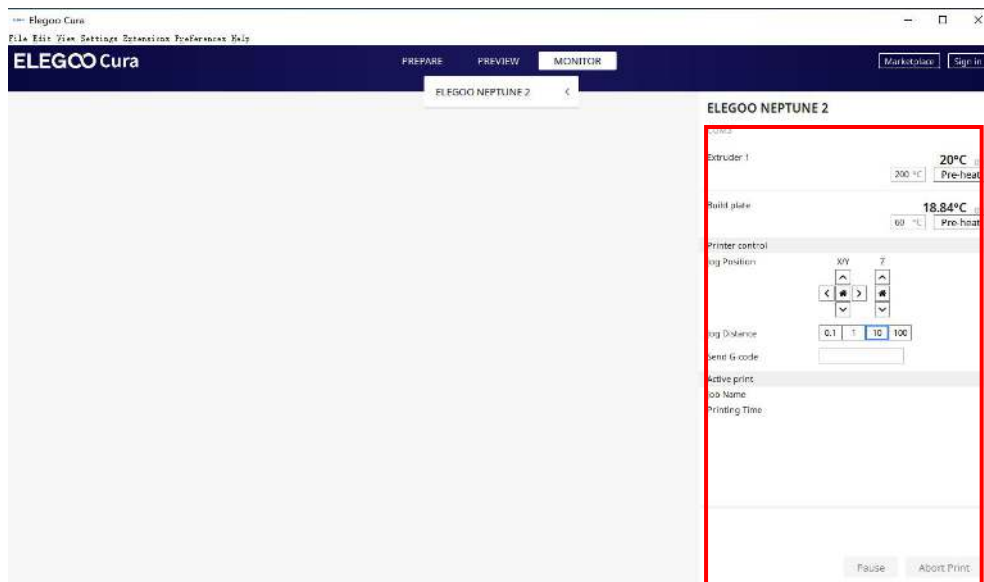 Elegoo Cura
File Edit View Settings Extensions Preferences Help
ELEGOO Cura PREPARE PREVIEW MONITOR Marketplace Sign in
ELEGOO NEPTUNE 2
ELEGOO NEPTUNE 2
COM3
Extruder 1 20°C
200 °C Pre-heat
Build plate 18.84°C
60 °C Pre-heat
Printer control
Jog Position X/Y Z
Jog Distance 0.1 1 10 100
Send G-code
Active print
Job Name
Printing Time
Pause Abort Print